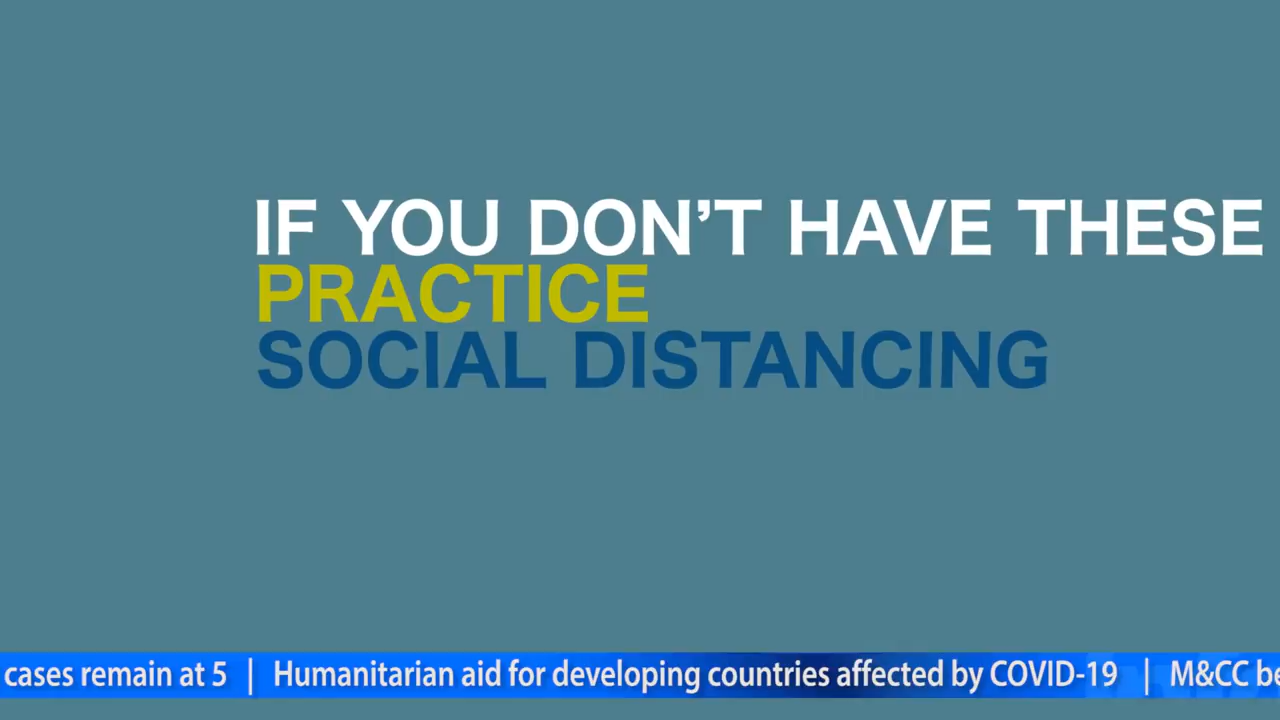 IF YOU DON'T HAVE THESE
PRACTICE
SOCIAL DISTANCING
cases remain at 5 | Humanitarian aid for developing countries affected by COVID-19 | M&CC be